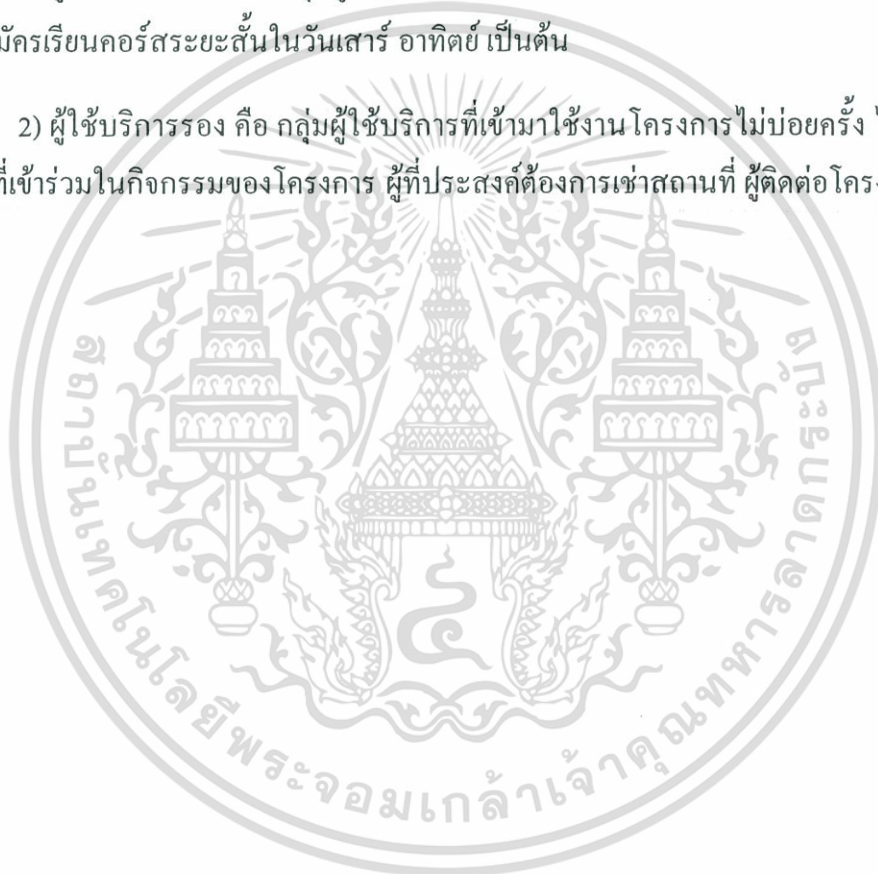 มัครเรียนคอร์สระยะสั้นในวันเสาร์ อาทิตย์ เป็นต้น
2) ผู้ใช้บริการรอง คือ กลุ่มผู้ใช้บริการที่เข้ามาใช้งานโครงการไม่บ่อยครั้ง
ที่เข้าร่วมในกิจกรรมของโครงการ ผู้ที่ประสงค์ต้องการเช่าสถานที่ ผู้ติดต่อโครง
สถาบันเทคโนโลยีพระจอมเกล้าเจ้าคุณทหารลาดกระบัง
๔